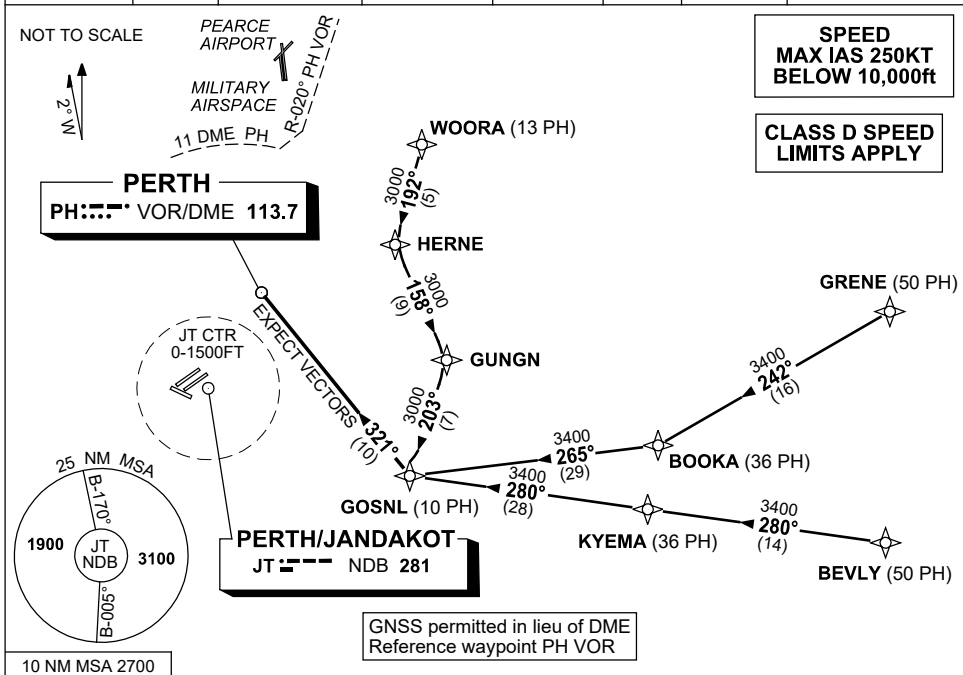 NOT TO SCALE
2°W
PEARCE
AIRPORT
MILITARY
AIRSPACE
R-020° PH VOR
11 DME PH
SPEED
MAX IAS 250KT
BELOW 10,000ft
CLASS D SPEED
LIMITS APPLY
PERTH
PH VOR/DME 113.7
WOORA (13 PH)
3000
192°
(5)
HERNE
3000
158°
(9)
GUNGN
3000
203°
(7)
GRENE (50 PH)
3400
242°
(16)
BOOKA (36 PH)
3400
265°
(29)
GOSNL (10 PH)
3400
280°
(28)
KYEMA (36 PH)
3400
280°
(14)
BEVLY (50 PH)
EXPECT VECTORS
321°
(10)
JT CTR
0-1500FT
PERTH/JANDAKOT
JT NDB 281
25 NM MSA
B-170°
1900
JT
NDB
3100
B-005°
10 NM MSA 2700
GNSS permitted in lieu of DME
Reference waypoint PH VOR